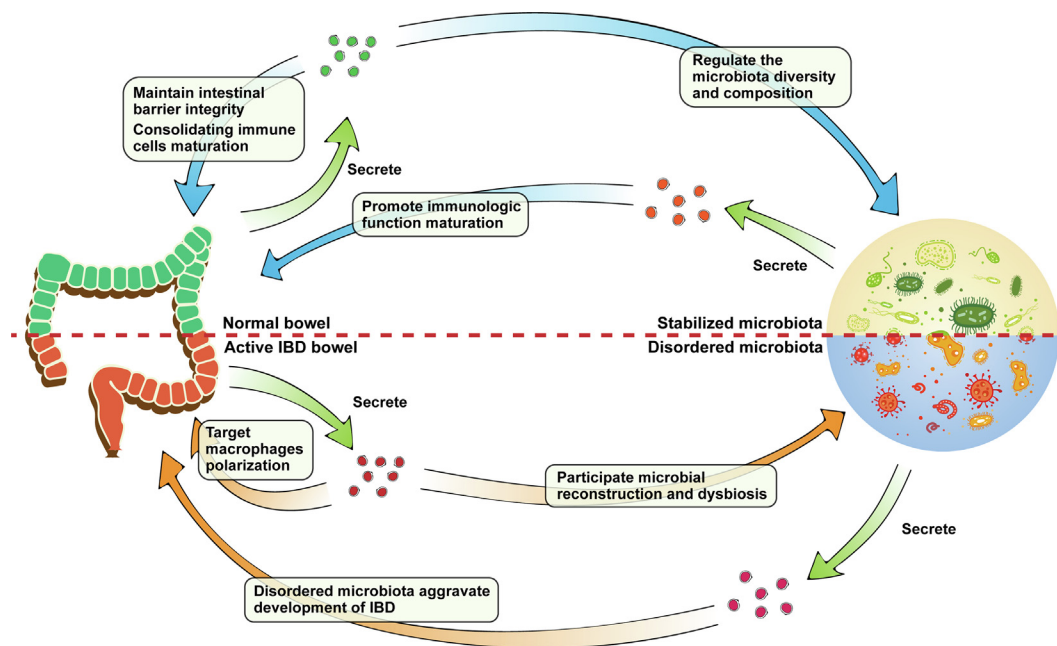 Regulate the
microbiota diversity
and composition
Maintain intestinal
barrier integrity
Consolidating immune
cells maturation
Secrete
Promote immunologic
function maturation
Secrete
Normal bowel
Stabilized microbiota
Active IBD bowel
Disordered microbiota
Secrete
Target
macrophages
polarization
Participate microbial
reconstruction and dysbiosis
Secrete
Disordered microbiota aggravate
development of IBD